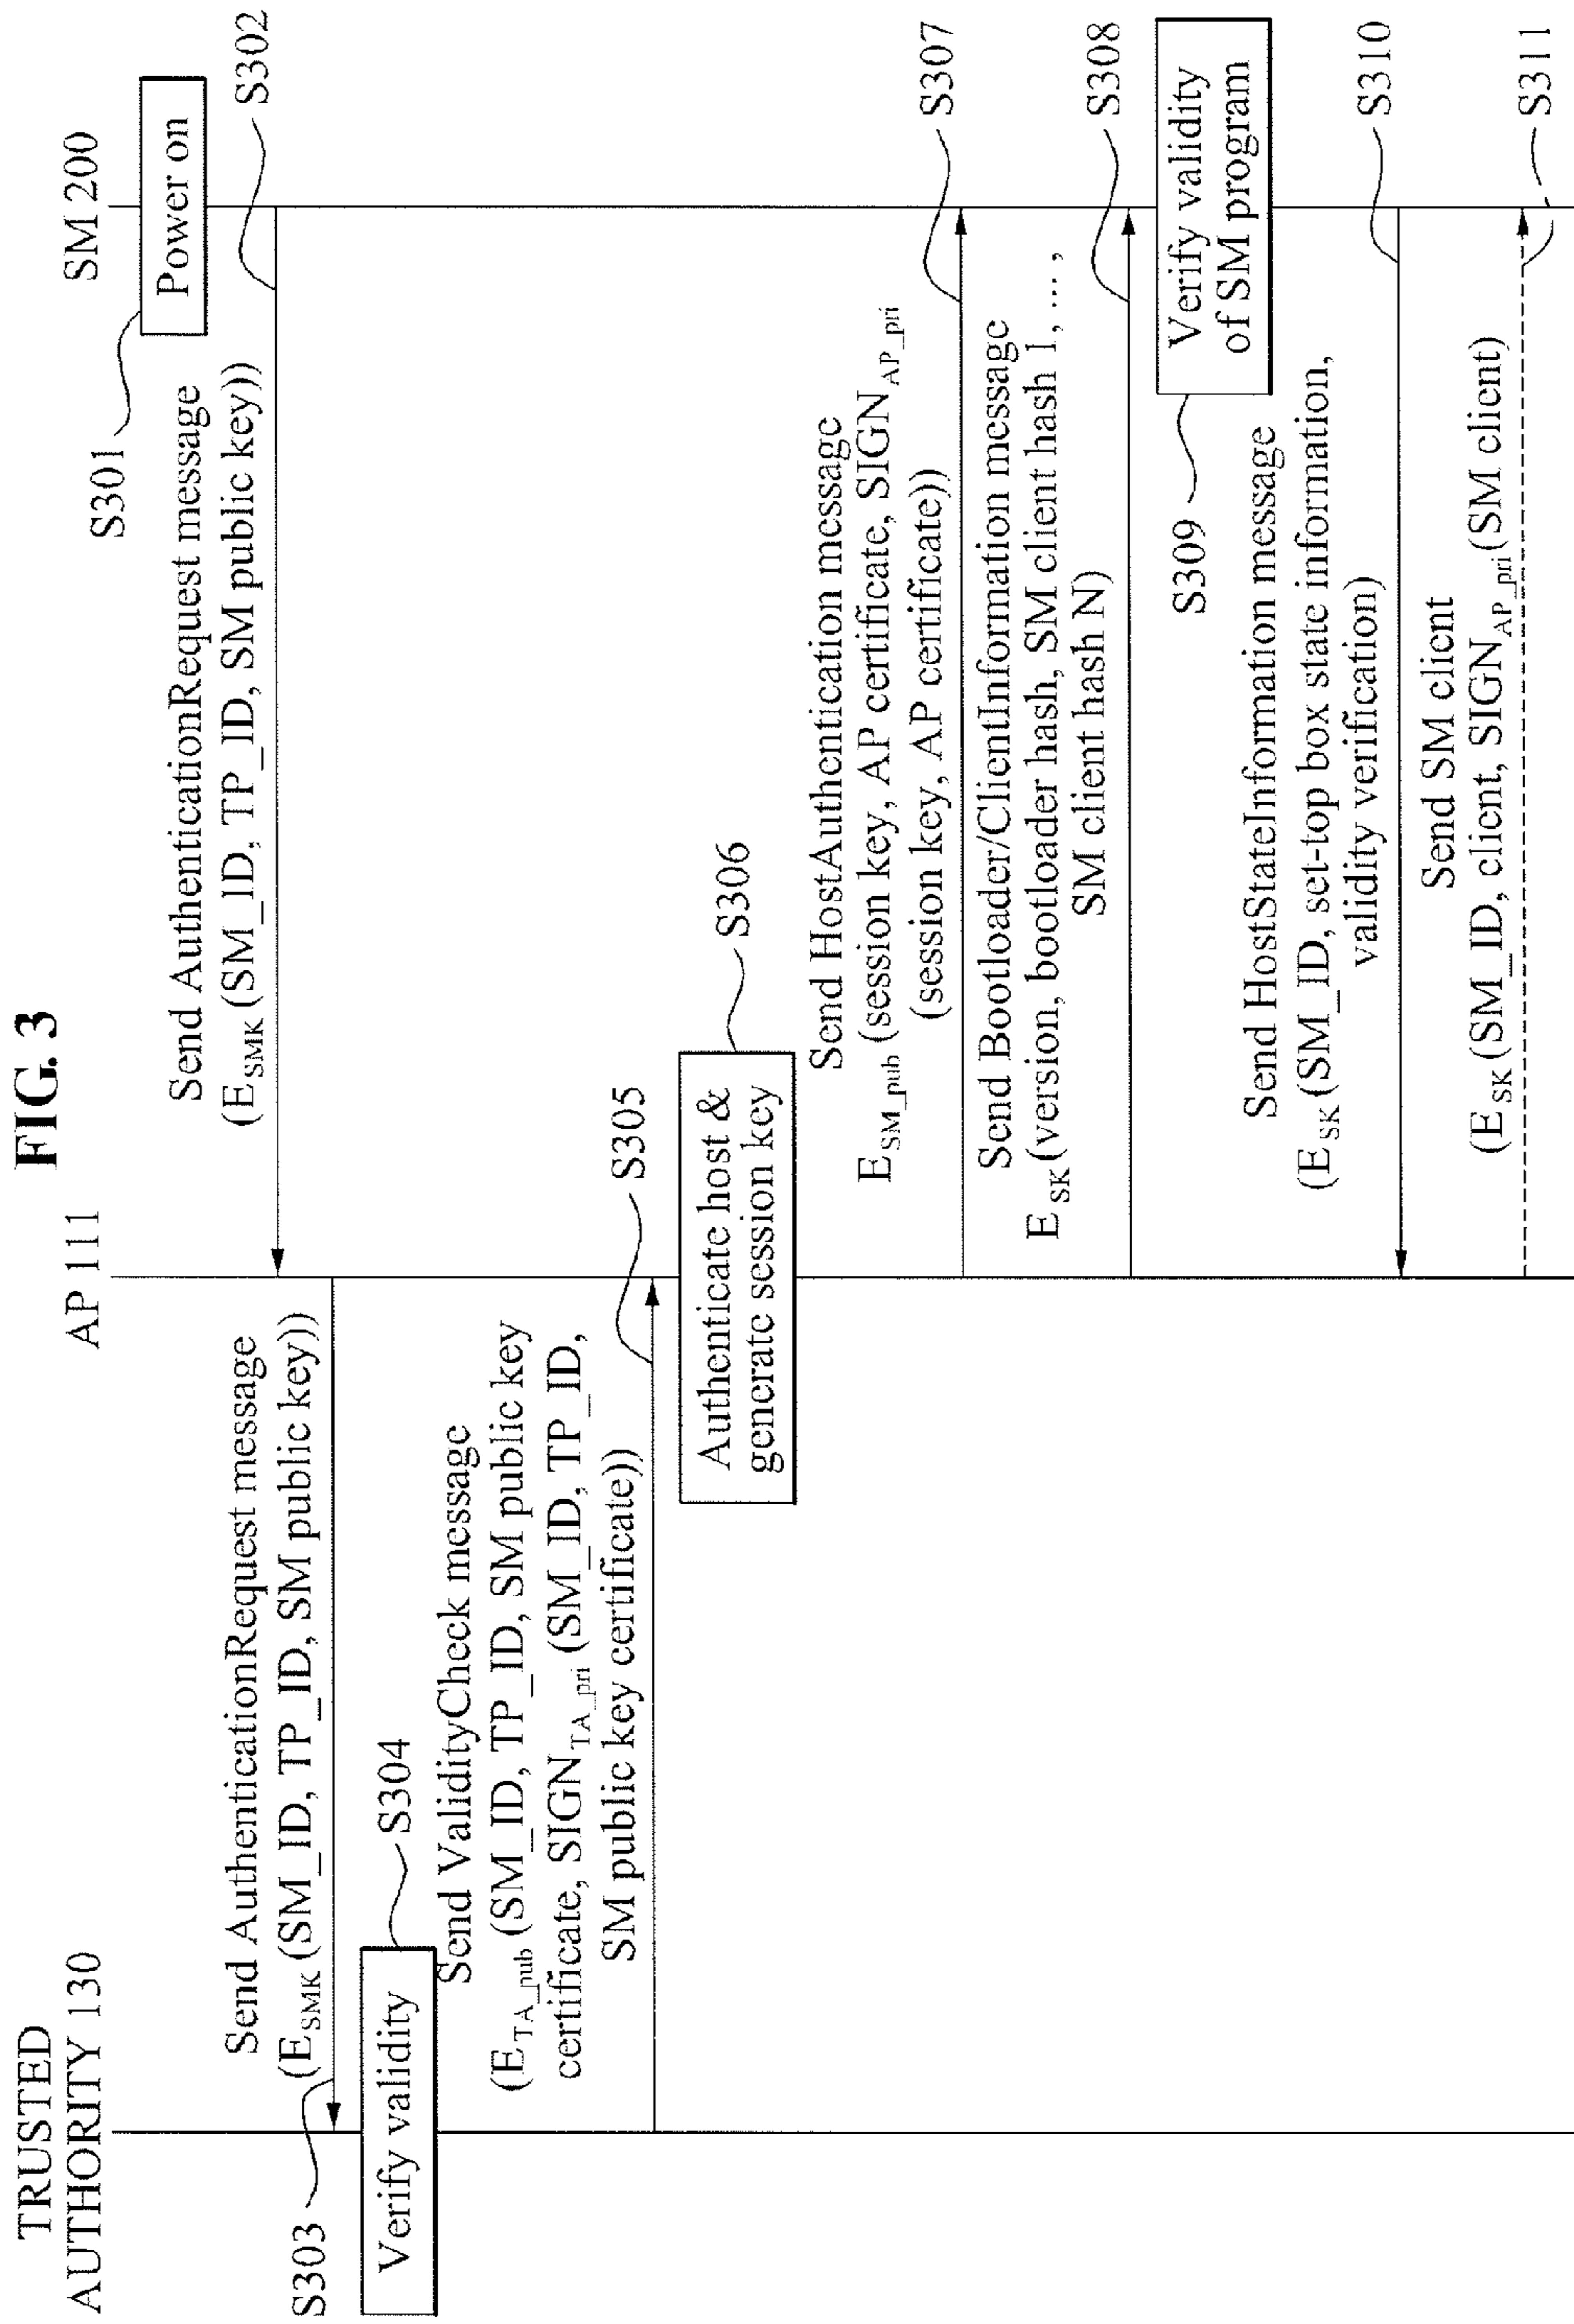 FIG. 3
TRUSTED
AUTHORITY 130
AP 111
SM 200
S301
Power on
Send AuthenticationRequest message
(E_SMK (SM_ID, TP_ID, SM public key))
S302
Send AuthenticationRequest message
(E_SMK (SM_ID, TP_ID, SM public key))
S303
Verify validity
S304
Send ValidityCheck message
(E_TA_pub (SM_ID, TP_ID, SM public key
certificate, SIGN_TA_pri (SM_ID, TP_ID,
SM public key certificate))
S305
Authenticate host &
generate session key
S306
Send HostAuthentication message
E_SM_pub (session key, AP certificate, SIGN_AP_pri
(session key, AP certificate))
S307
Send Bootloader/ClientInformation message
E_SK (version, bootloader hash, SM client hash 1, ... ,
SM client hash N)
S308
Verify validity
of SM program
S309
Send HostStateInformation message
(E_SK (SM_ID, set-top box state information,
validity verification)
S310
Send SM client
(E_SK (SM_ID, client, SIGN_AP_pri (SM client)
S311